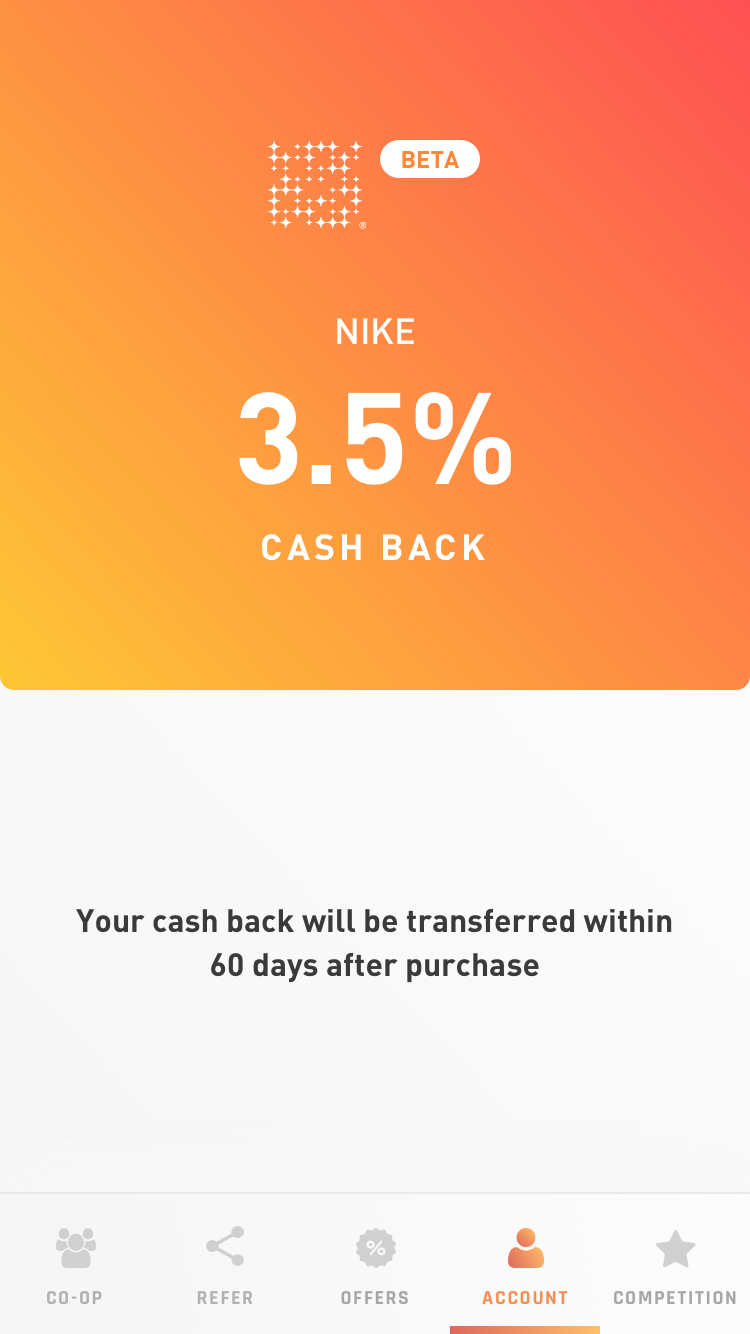 BETA
®
NIKE
3.5%
CASH BACK
Your cash back will be transferred within
60 days after purchase
CO-OP
REFER
OFFERS
ACCOUNT
COMPETITION